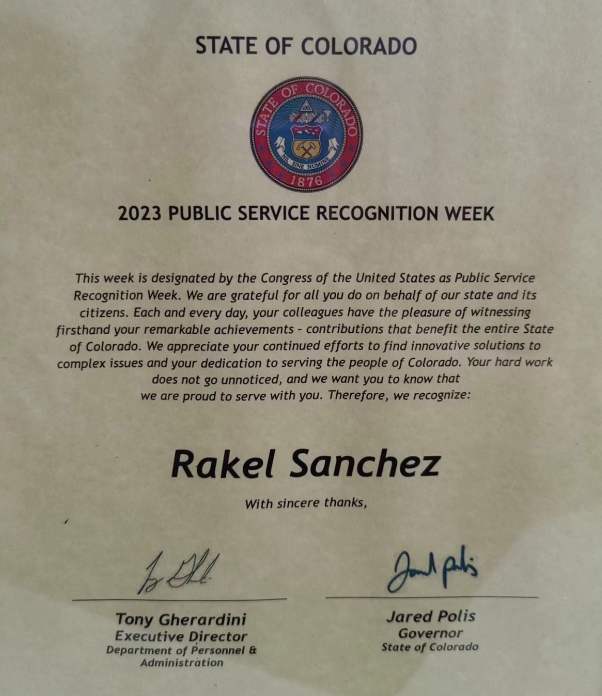 STATE OF COLORADO
STATE OF COLORADO
NIL SINE NUMINE
1876
2023 PUBLIC SERVICE RECOGNITION WEEK
This week is designated by the Congress of the United States as Public Service
Recognition Week. We are grateful for all you do on behalf of our state and its
citizens. Each and every day, your colleagues have the pleasure of witnessing
firsthand your remarkable achievements - contributions that benefit the entire State
of Colorado. We appreciate your continued efforts to find innovative solutions to
complex issues and your dedication to serving the people of Colorado. Your hard work
does not go unnoticed, and we want you to know that
we are proud to serve with you. Therefore, we recognize:
Rakel Sanchez
With sincere thanks,
Tony Gherardini
Executive Director
Department of Personnel &
Administration
Jared Polis
Jared Polis
Governor
State of Colorado